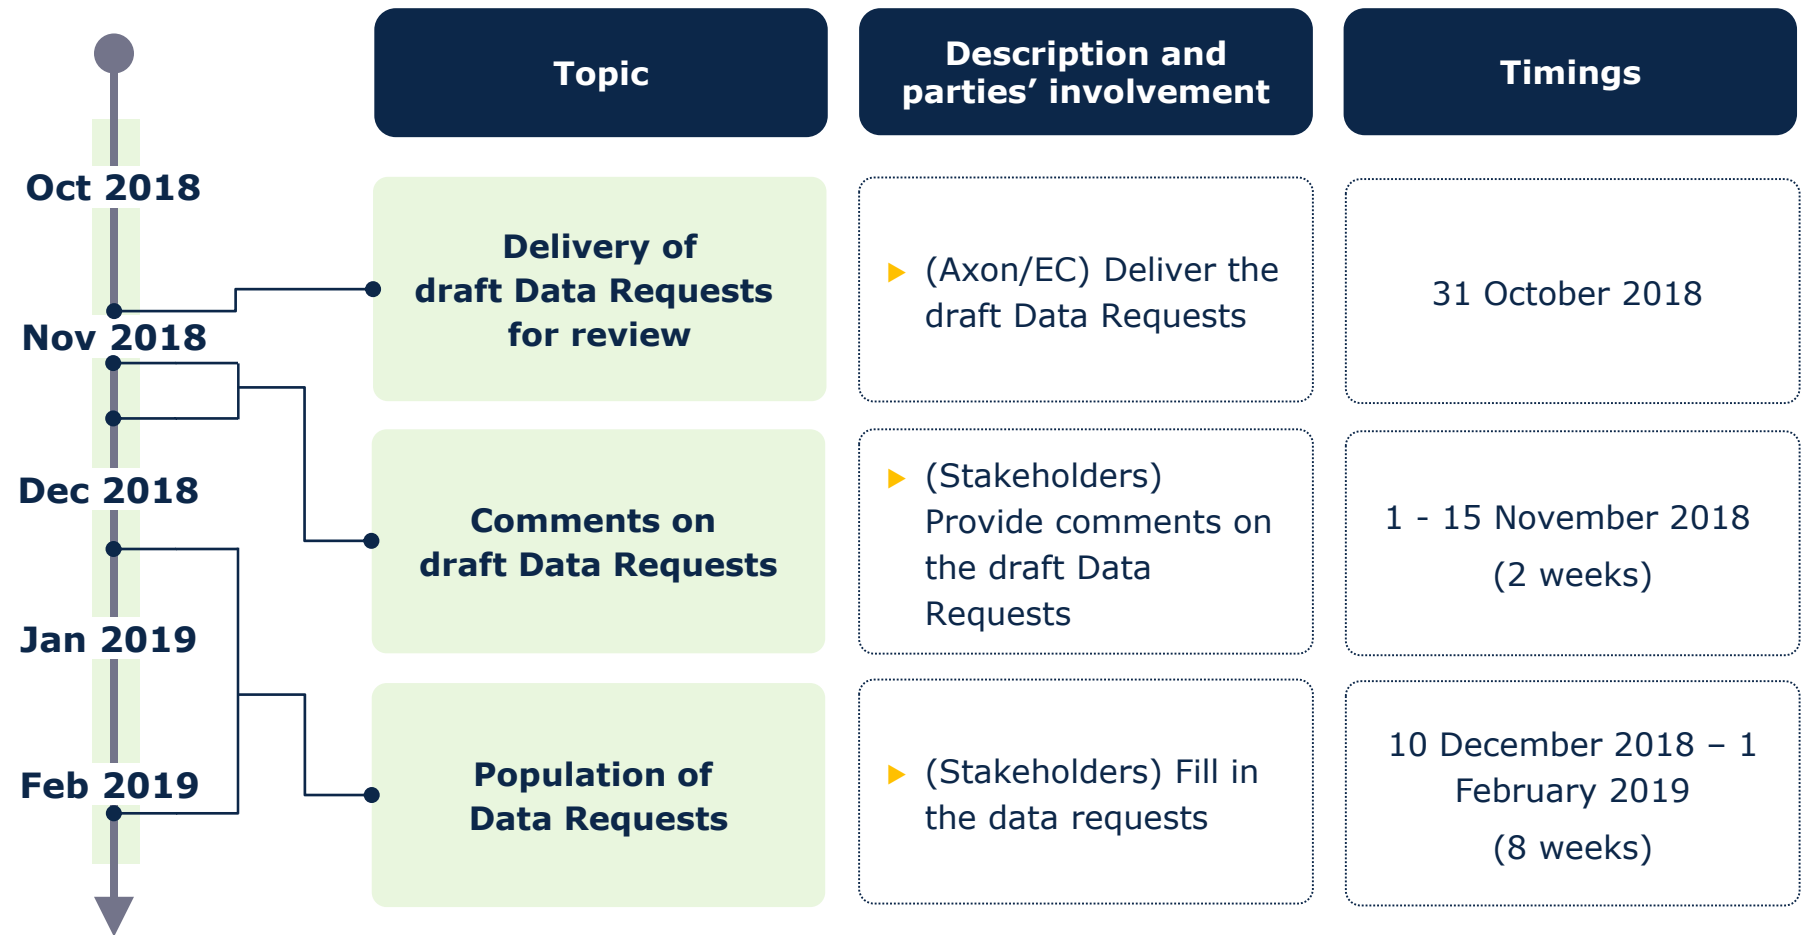 Topic
Description and
parties’ involvement
Timings
Oct 2018
Nov 2018
Dec 2018
Jan 2019
Feb 2019
Delivery of
draft Data Requests
for review
(Axon/EC) Deliver the
draft Data Requests
31 October 2018
Comments on
draft Data Requests
(Stakeholders)
Provide comments on
the draft Data
Requests
1 - 15 November 2018
(2 weeks)
Population of
Data Requests
(Stakeholders) Fill in
the data requests
10 December 2018 – 1
February 2019
(8 weeks)